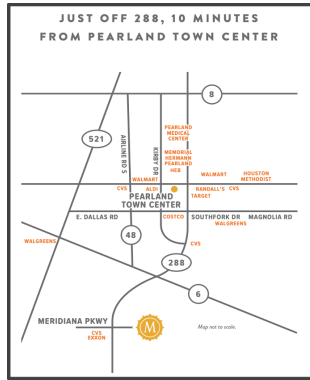 JUST OFF 288, 10 MINUTES
FROM PEARLAND TOWN CENTER
8
521
AIRLINE RD S
KIRBY DR
PEARLAND
MEDICAL
CENTER
MEMORIAL
HERMANN
PEARLAND
HEB
WALMART
WALMART
HOUSTON
METHODIST
CVS
ALDI
RANDALL'S
CVS
TARGET
PEARLAND
TOWN CENTER
E. DALLAS RD
COSTCO
SOUTHFORK DR
MAGNOLIA RD
WALGREENS
WALGREENS
48
CVS
288
6
MERIDIANA PKWY
M
Map not to scale.
CVS
EXXON